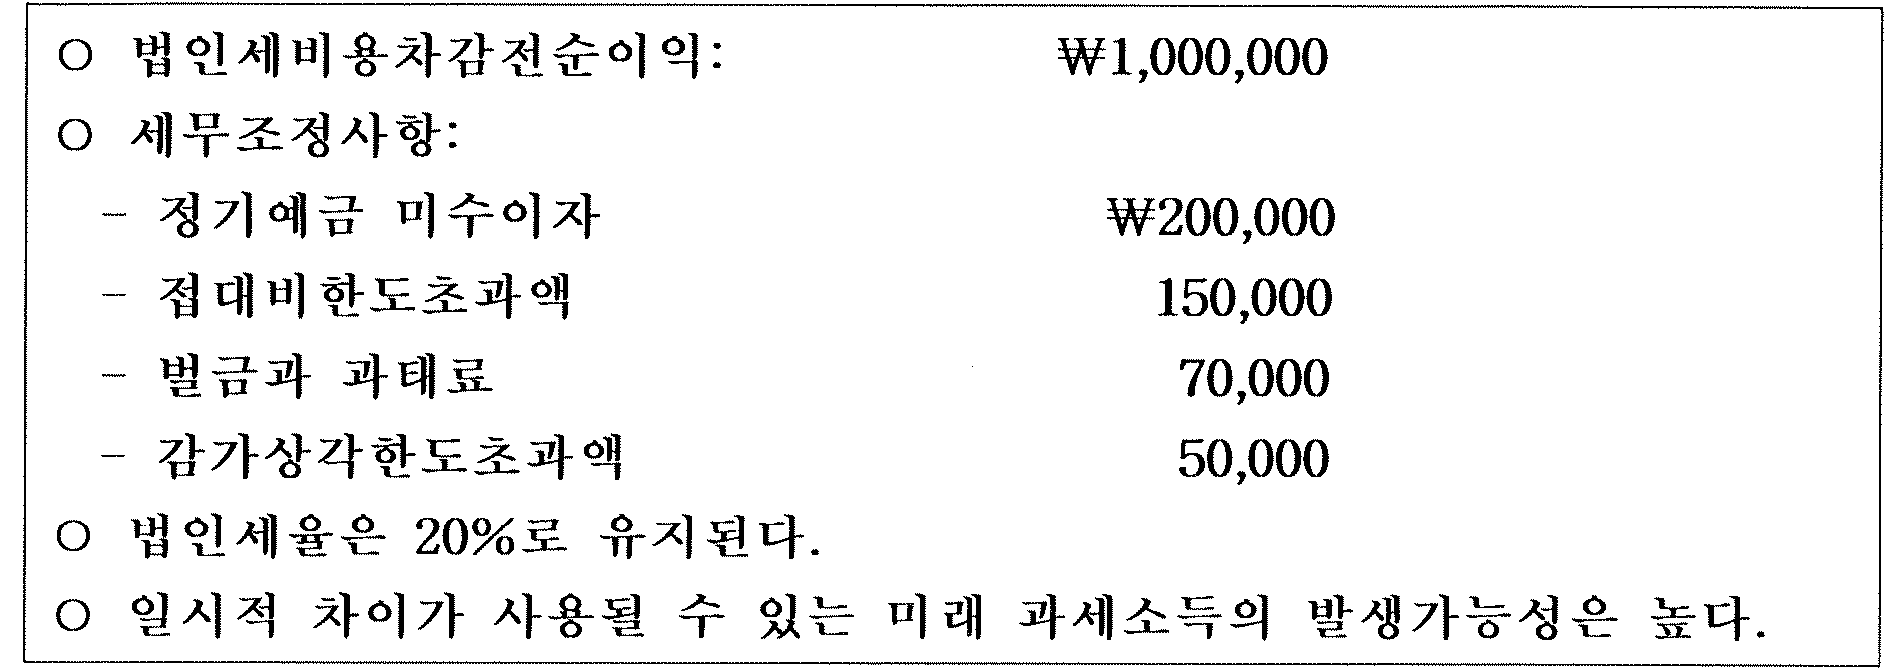 ○ 법인세비용차감전순이익: ₩1,000,000
○ 세무조정사항:
- 정기예금 미수이자 ₩200,000
- 접대비한도초과액 150,000
- 벌금과 과태료 70,000
- 감가상각한도초과액 50,000
○ 법인세율은 20%로 유지된다.
○ 일시적 차이가 사용될 수 있는 미래 과세소득의 발생가능성은 높다.